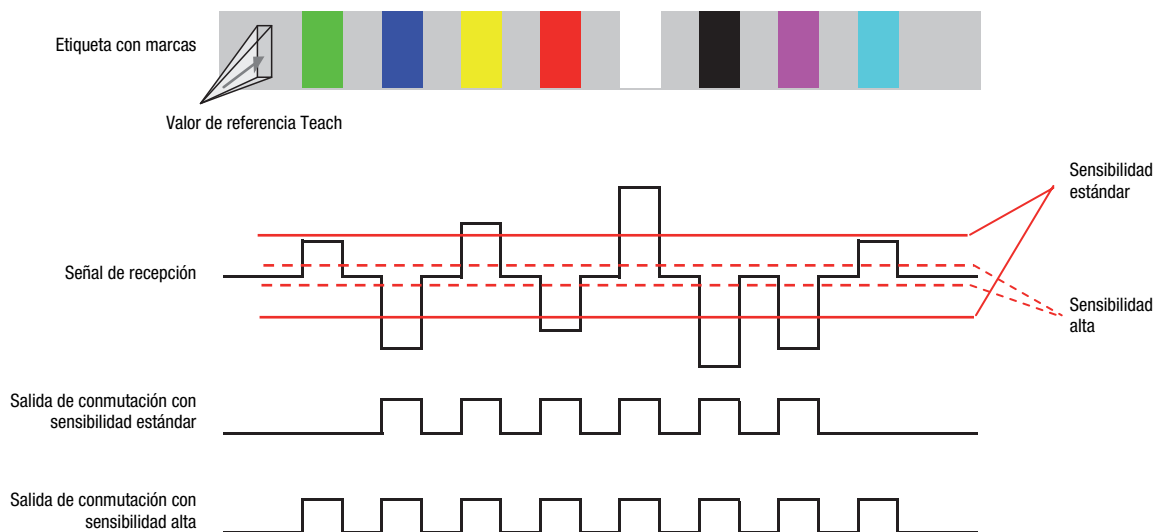 Etiqueta con marcas
Valor de referencia Teach
Sensibilidad
estándar
Señal de recepción
Sensibilidad
alta
Salida de conmutación con
sensibilidad estándar
Salida de conmutación con
sensibilidad alta